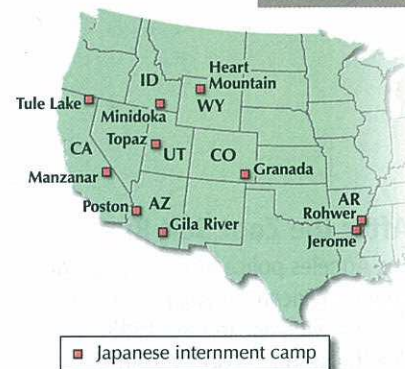 Heart
Mountain
ID
WY
Tule Lake
Minidoka
Topaz
UT
CO
CA
Granada
Manzanar
Poston
AZ
Gila River
AR
Rohwer
Jerome
Japanese internment camp